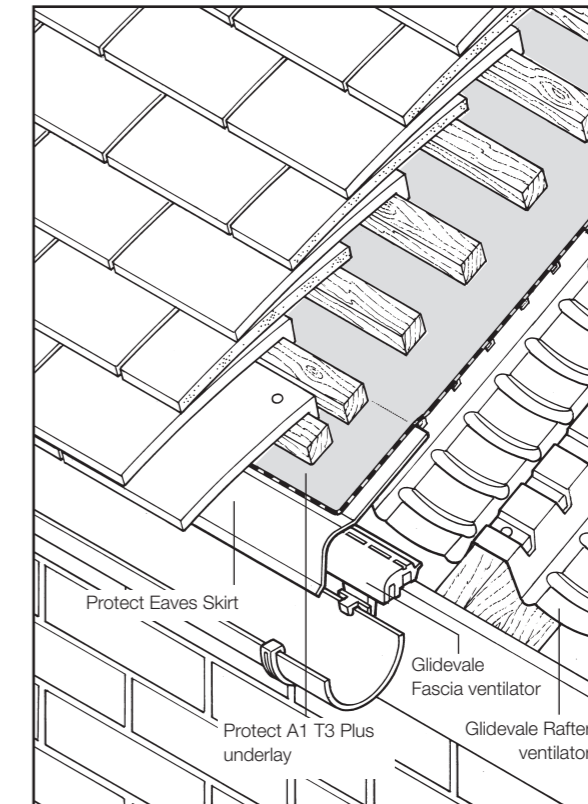 Protect Eaves Skirt
Glidevale
Fascia ventilator
Protect A1 T3 Plus
underlay
Glidevale Rafter
ventilator